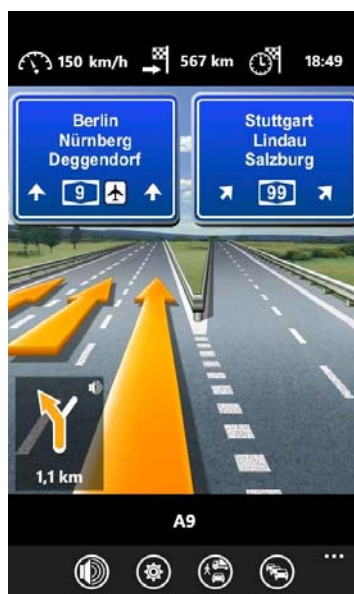 150 km/h 567 km 18:49
Berlin
Nürnberg
Deggendorf
9
Stuttgart
Lindau
Salzburg
99
1,1 km
A9